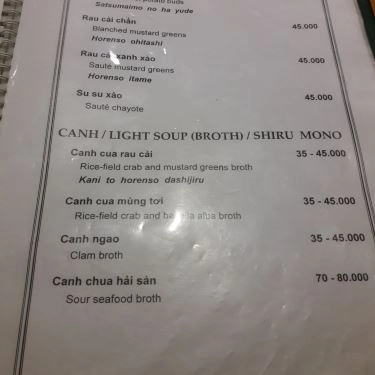 potato buds
Satsumaimo no ha yude
Rau cải chần 45.000
Blanched mustard greens
Horenso ohitashi
Rau cải xanh xào 45.000
Sauté mustard greens
Horenso itame
Su su xào 45.000
Sauté chayote
CANH / LIGHT SOUP (BROTH) / SHIRU MONO
Canh cua rau cải 35 - 45.000
Rice-field crab and mustard greens broth
Kani to horenso dashijiru
Canh cua mùng tơi 35 - 45.000
Rice-field crab and alba broth
Canh ngao 35 - 45.000
Clam broth
Canh chua hải sản 70 - 80.000
Sour seafood broth